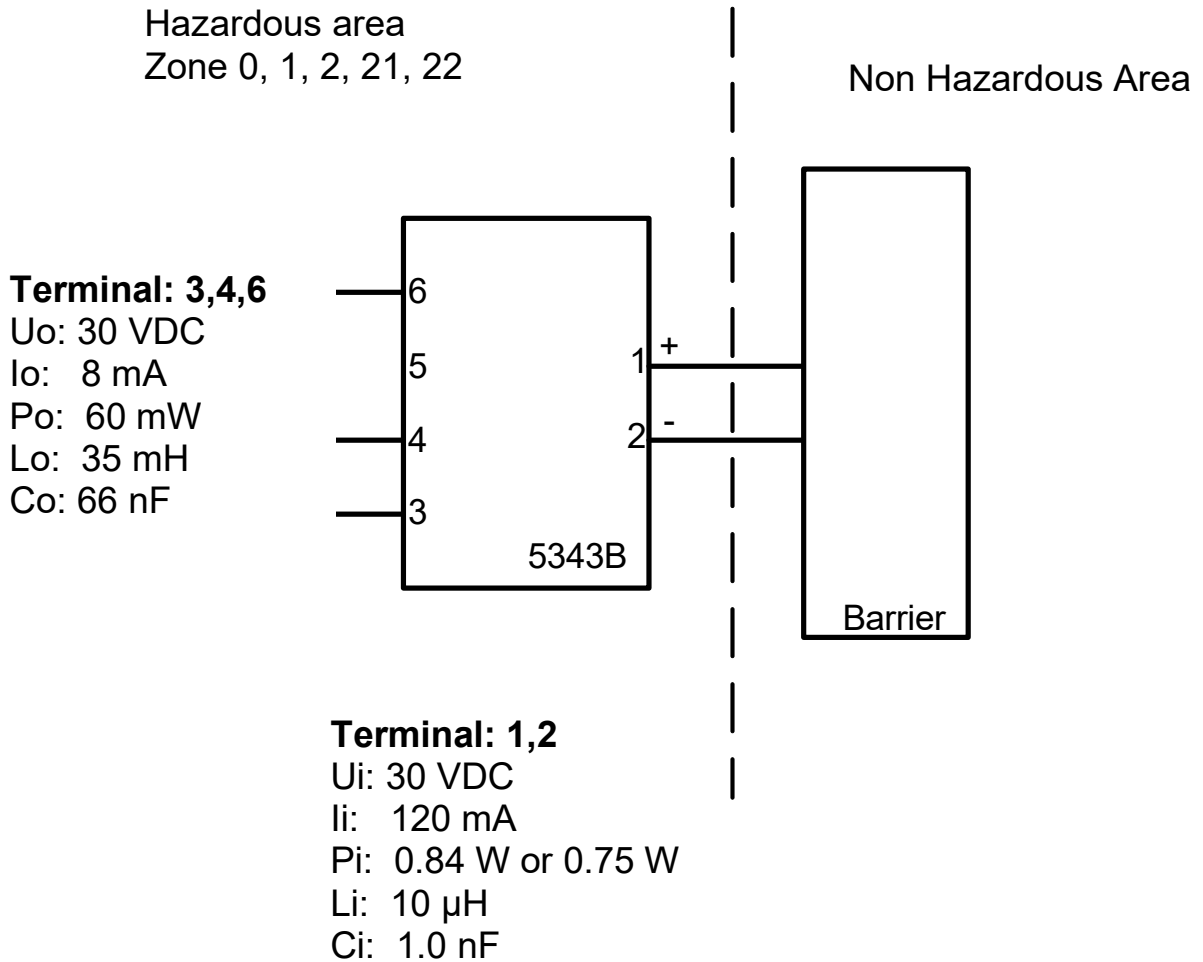 Hazardous area
Zone 0, 1, 2, 21, 22
Non Hazardous Area
Terminal: 3,4,6
Uo: 30 VDC
Io: 8 mA
Po: 60 mW
Lo: 35 mH
Co: 66 nF
6
5
4
3
1
+
2
-
5343B
Barrier
Terminal: 1,2
Ui: 30 VDC
Ii: 120 mA
Pi: 0.84 W or 0.75 W
Li: 10 µH
Ci: 1.0 nF